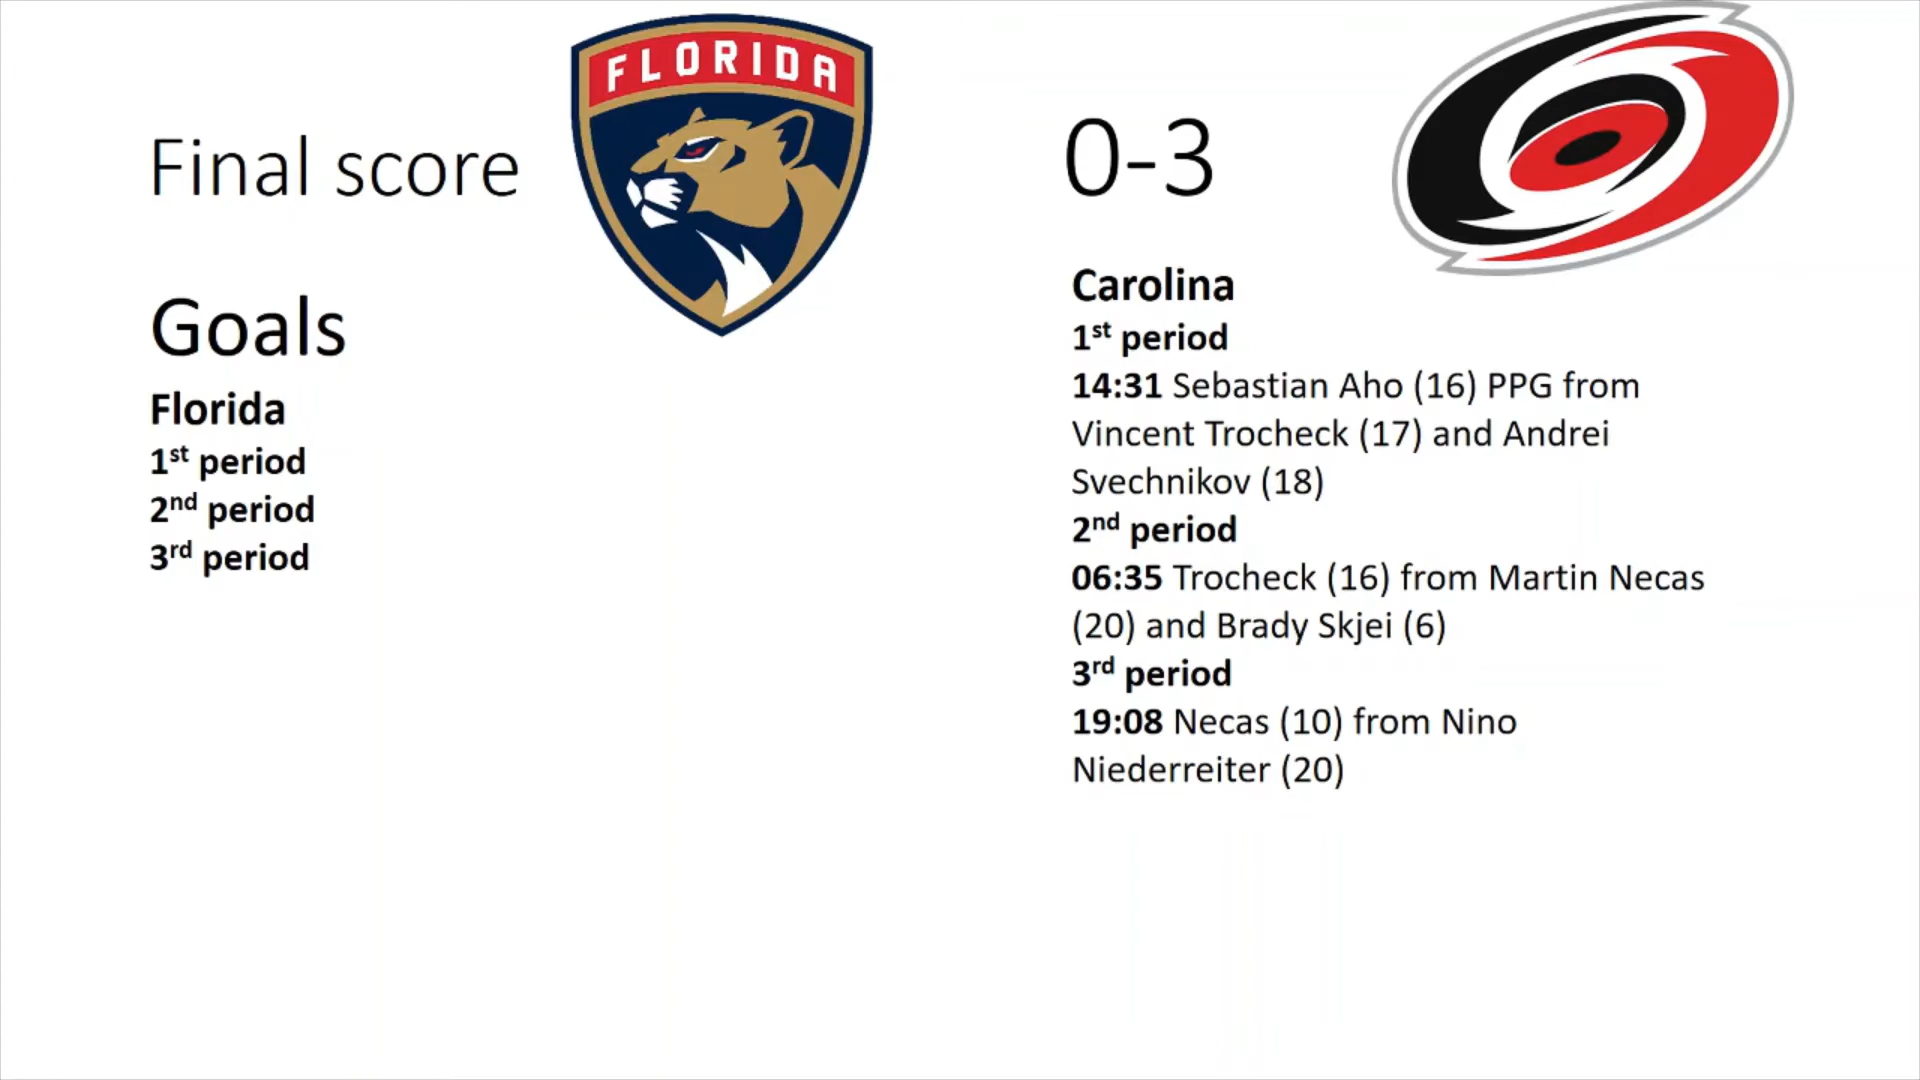 FLORIDA
Final score
0-3
Goals
Florida
1st period
2nd period
3rd period
Carolina
1st period
14:31 Sebastian Aho (16) PPG from
Vincent Trocheck (17) and Andrei
Svechnikov (18)
2nd period
06:35 Trocheck (16) from Martin Necas
(20) and Brady Skjei (6)
3rd period
19:08 Necas (10) from Nino
Niederreiter (20)